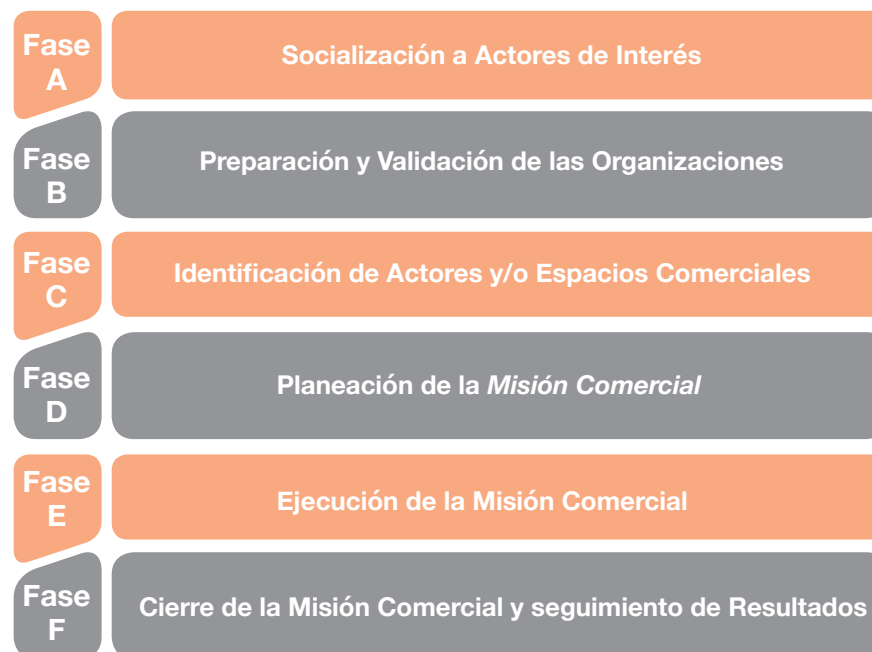 Fase
A
Socialización a Actores de Interés
Fase
B
Preparación y Validación de las Organizaciones
Fase
C
Identificación de Actores y/o Espacios Comerciales
Fase
D
Planeación de la Misión Comercial
Fase
E
Ejecución de la Misión Comercial
Fase
F
Cierre de la Misión Comercial y seguimiento de Resultados